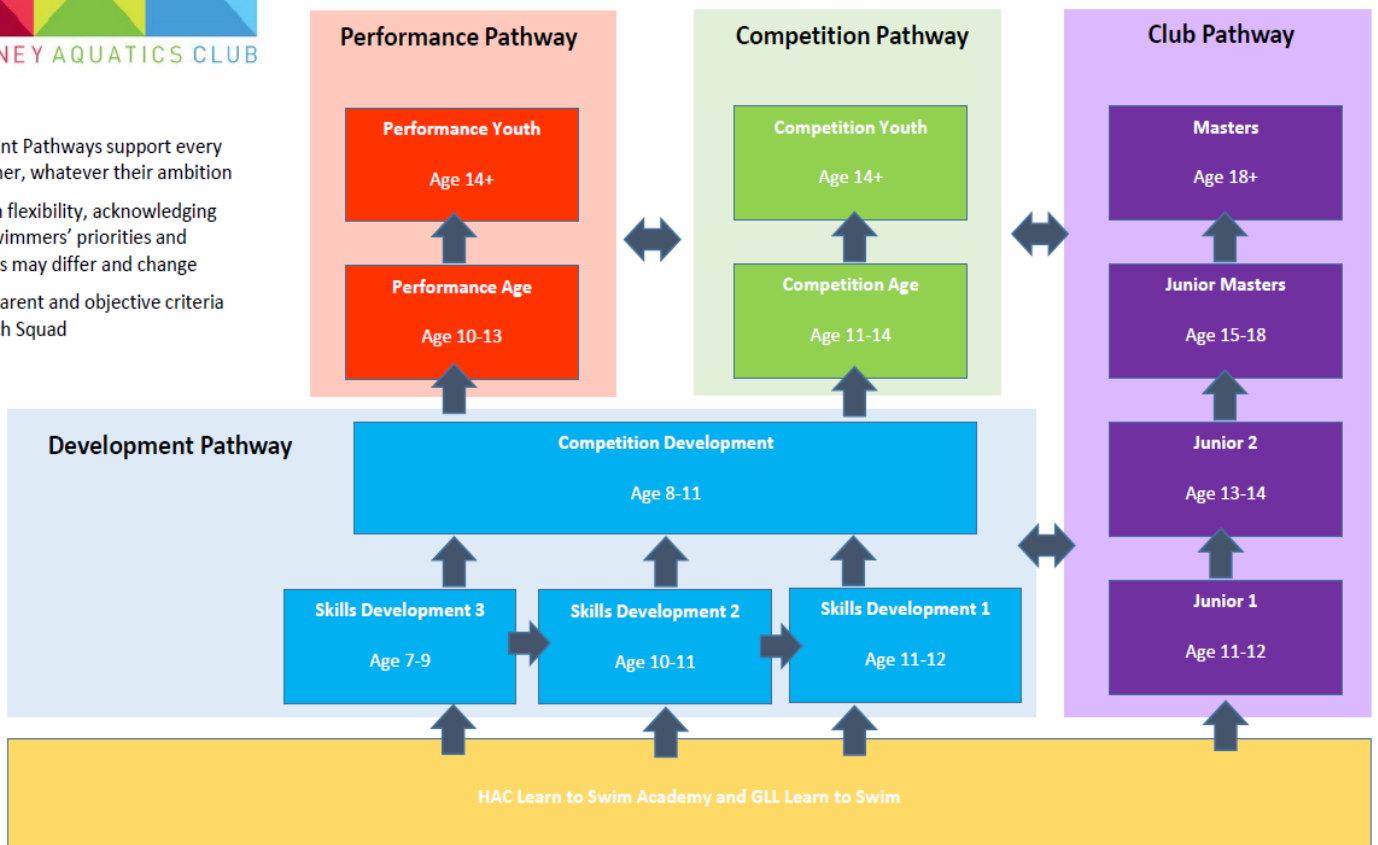 NEY AQUATICS CLUB
ent Pathways support every
ner, whatever their ambition
flexibility, acknowledging
wimmers' priorities and
s may differ and change
parent and objective criteria
ch Squad
Performance Pathway
Performance Youth
Age 14+
Performance Age
Age 10-13
Competition Pathway
Competition Youth
Age 14+
Competition Age
Age 11-14
Club Pathway
Masters
Age 18+
Junior Masters
Age 15-18
Junior 2
Age 13-14
Junior 1
Age 11-12
Development Pathway
Competition Development
Age 8-11
Skills Development 3
Age 7-9
Skills Development 2
Age 10-11
Skills Development 1
Age 11-12
HAC Learn to Swim Academy and GLL Learn to Swim